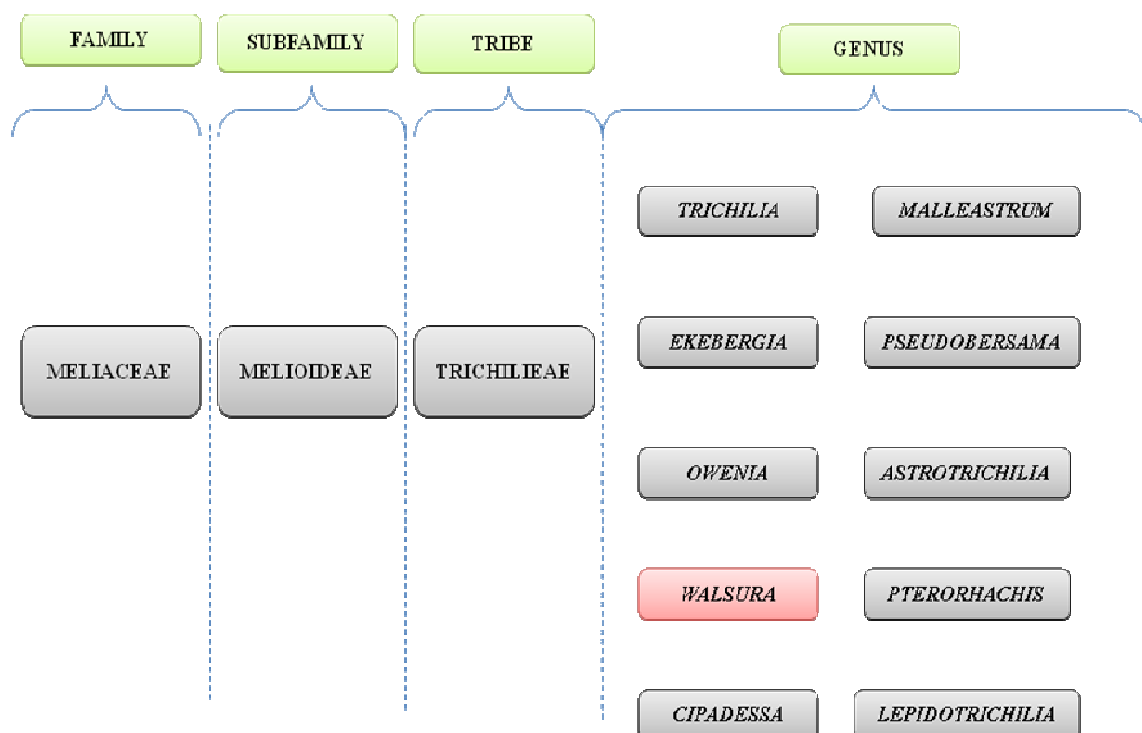 FAMILY
SUBFAMILY
TRIBE
GENUS
TRICHILIA
MALLEASTRUM
EKEBERGIA
PSEUDOBERSAMA
MELIACEAE
MELIOIDEAE
TRICHILIEAE
OWENIA
ASTROTRICHILIA
WALSURA
PTERORHACHIS
CIPADESSA
LEPIDOTRICHILIA